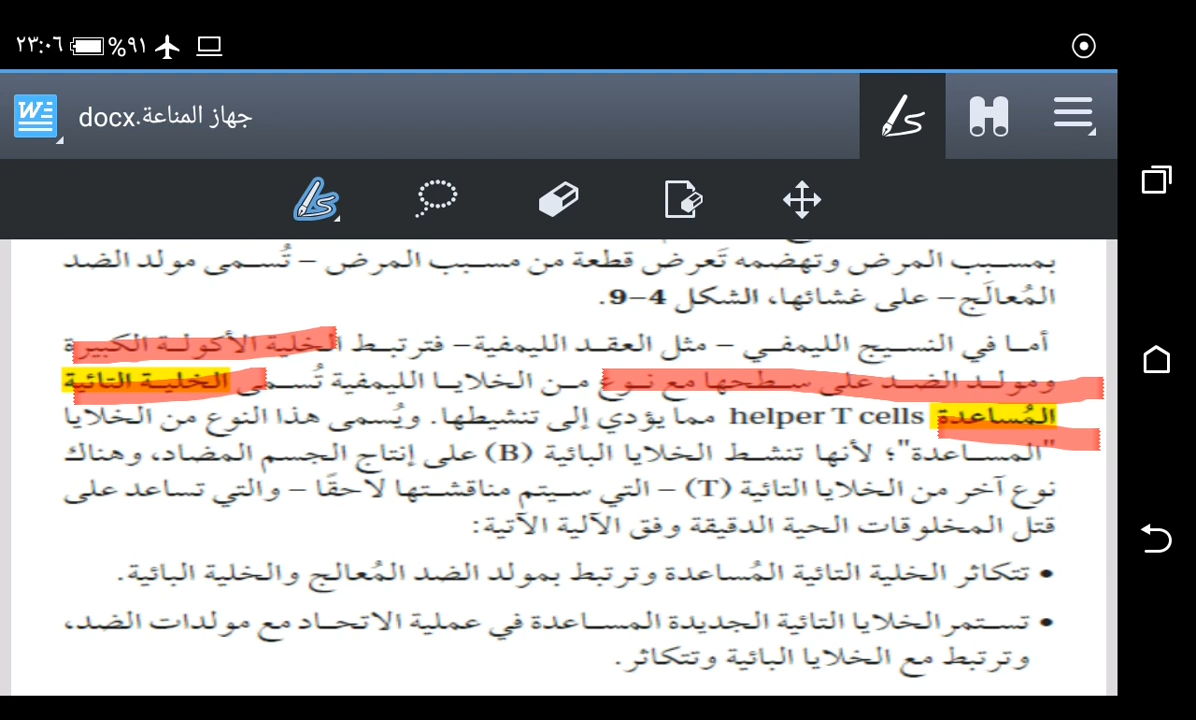 ٢٣:٠٦ %٩١
جهاز المناعة.docx
بمسبب المرض وتهضمه تَعرض قطعة من مسبب المرض – تُسمى مولد الضد
المُعالَج– على غشائها، الشكل 4–9.
أما في النسيج الليمفي – مثل العقد الليمفية– فترتبط الخلية الأكولة الكبيرة
ومولد الضد على سطحها مع نوع من الخلايا الليمفية تُسمى الخلية التائية
المُساعدة helper T cells مما يؤدي إلى تنشيطها. ويُسمى هذا النوع من الخلايا
"المساعدة"؛ لأنها تنشط الخلايا البائية (B) على إنتاج الجسم المضاد، وهناك
نوع آخر من الخلايا التائية (T) – التي سيتم مناقشتها لاحقًا – والتي تساعد على
قتل المخلوقات الحية الدقيقة وفق الآلية الآتية:
• تتكاثر الخلية التائية المُساعدة وترتبط بمولد الضد المُعالج والخلية البائية.
• تستمر الخلايا التائية الجديدة المساعدة في عملية الاتحاد مع مولدات الضد،
وترتبط مع الخلايا البائية وتتكاثر.